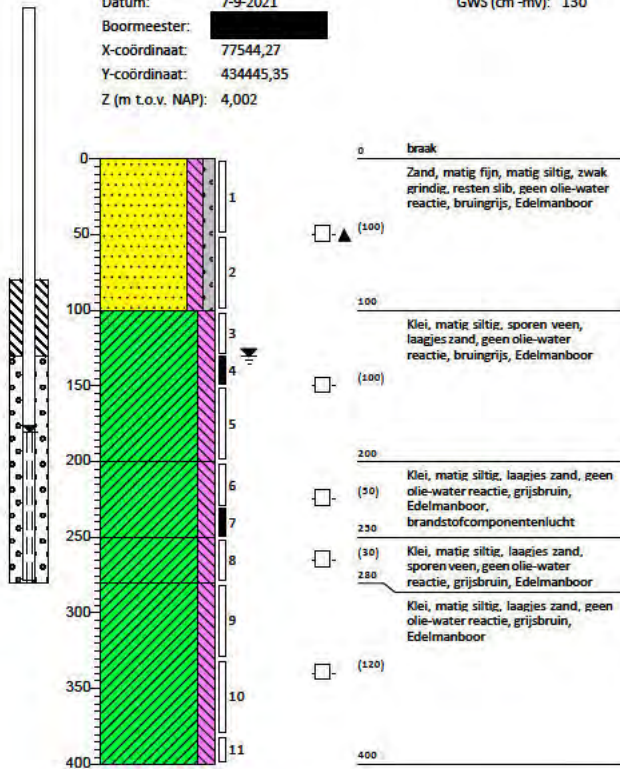 Datum: 7-9-2021 GWS (cm -mv): 130
Boormeester:
X-coördinaat: 77544,27
Y-coördinaat: 434445,35
Z (m t.o.v. NAP): 4,002
0
50
100
150
200
250
300
350
400
1
2
3
4
5
6
7
8
9
10
11
0 braak
Zand, matig fijn, matig siltig, zwak
grindig, resten slib, geen olie-water
reactie, bruingrijs, Edelmanboor
(100)
100
Klei, matig siltig, sporen veen,
laagjes zand, geen olie-water
reactie, bruingrijs, Edelmanboor
(100)
200
Klei, matig siltig, laagjes zand, geen
olie-water reactie, grijsbruin,
Edelmanboor,
brandstofcomponentenlucht
(50)
250
Klei, matig siltig, laagjes zand,
sporen veen, geen olie-water
reactie, grijsbruin, Edelmanboor
(30)
280
Klei, matig siltig, laagjes zand, geen
olie-water reactie, grijsbruin,
Edelmanboor
(120)
400